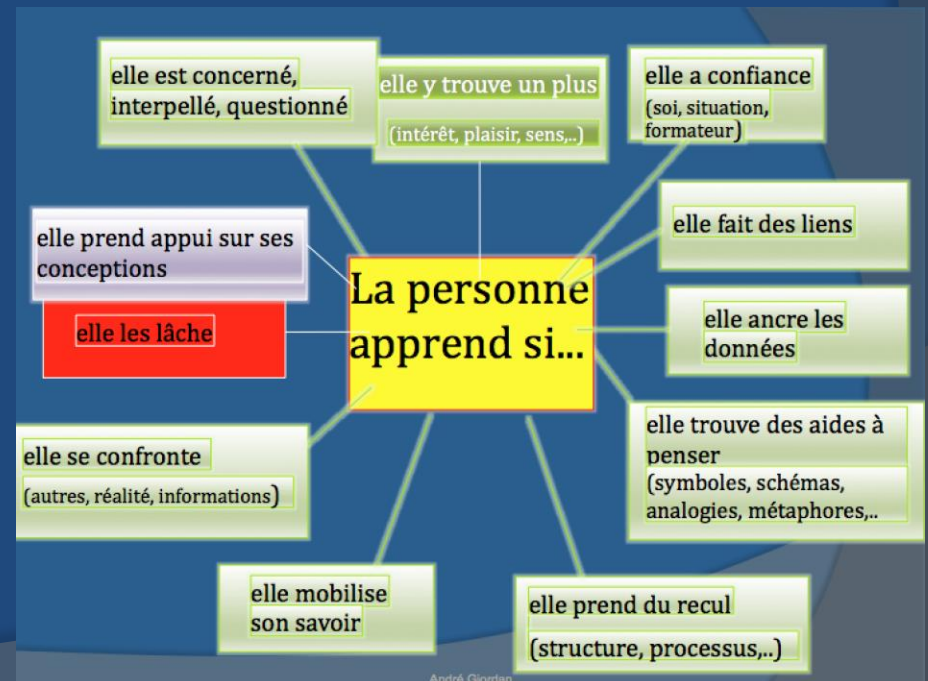 elle est concerné,
interpellé, questionné
elle y trouve un plus
(intérêt, plaisir, sens,..)
elle a confiance
(soi, situation,
formateur)
elle prend appui sur ses
conceptions
elle les lâche
La personne
apprend si...
elle fait des liens
elle ancre les
données
elle trouve des aides à
penser
(symboles, schémas,
analogies, métaphores,..
elle se confronte
(autres, réalité, informations)
elle mobilise
son savoir
elle prend du recul
(structure, processus,..)
André Giordan